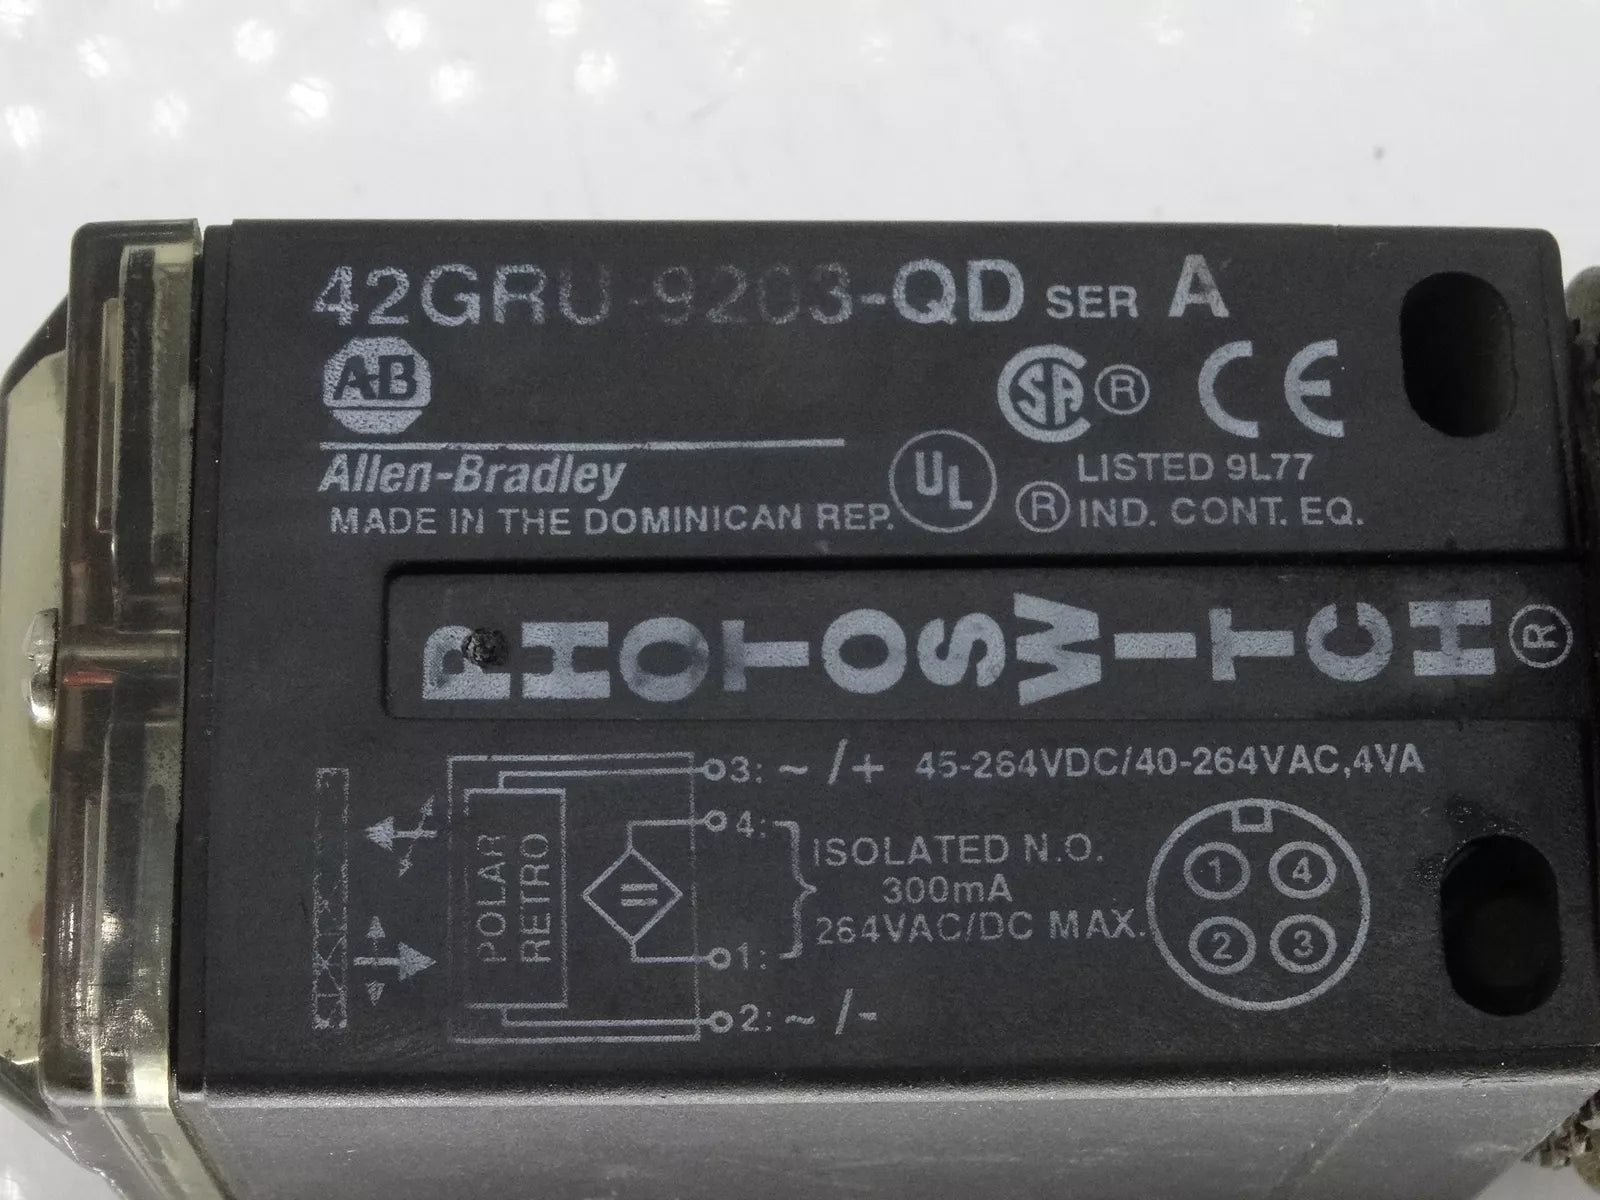 42GRU-9203-QD SER A
A-B
SA ® CE
Allen-Bradley
UL LISTED 9L77
MADE IN THE DOMINICAN REP. ® IND. CONT. EQ.
PHOTOSWITCH®
3: ~ /+ 45-264VDC/40-264VAC,4VA
4:
ISOLATED N.O.
300mA
264VAC/DC MAX.
1:
2: ~ /-
POLAR
RETRO
1 4
2 3